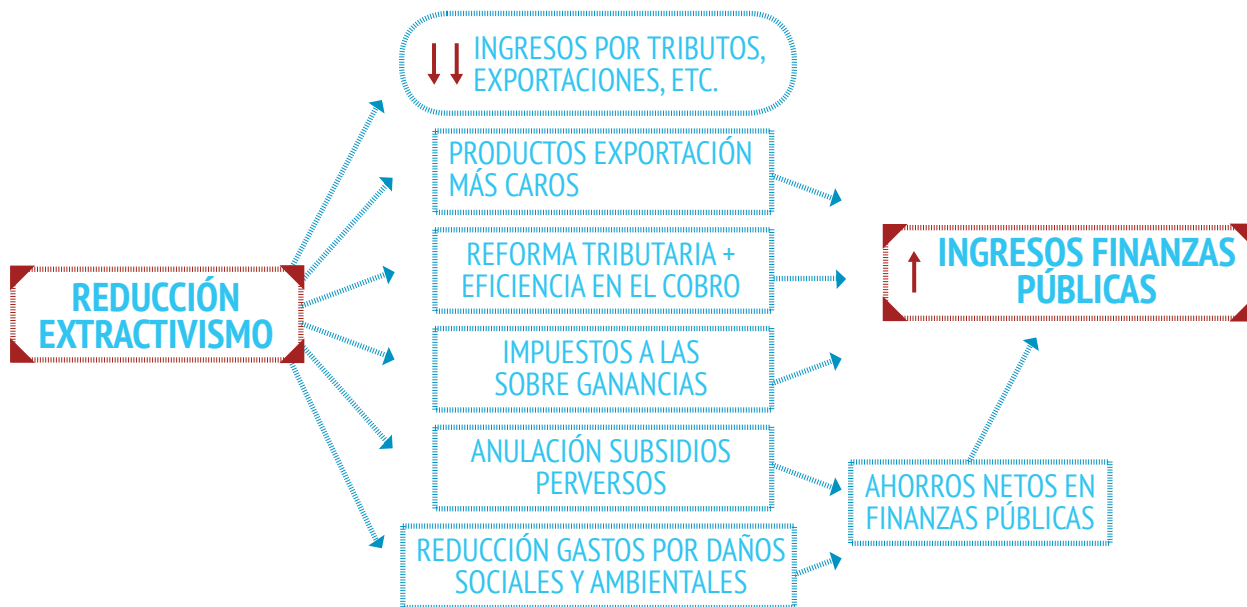 INGRESOS POR TRIBUTOS,
EXPORTACIONES, ETC.
PRODUCTOS EXPORTACIÓN
MÁS CAROS
REFORMA TRIBUTARIA +
EFICIENCIA EN EL COBRO
REDUCCIÓN
EXTRACTIVISMO
INGRESOS FINANZAS
PÚBLICAS
IMPUESTOS A LAS
SOBRE GANANCIAS
ANULACIÓN SUBSIDIOS
PERVERSOS
AHORROS NETOS EN
FINANZAS PÚBLICAS
REDUCCIÓN GASTOS POR DAÑOS
SOCIALES Y AMBIENTALES